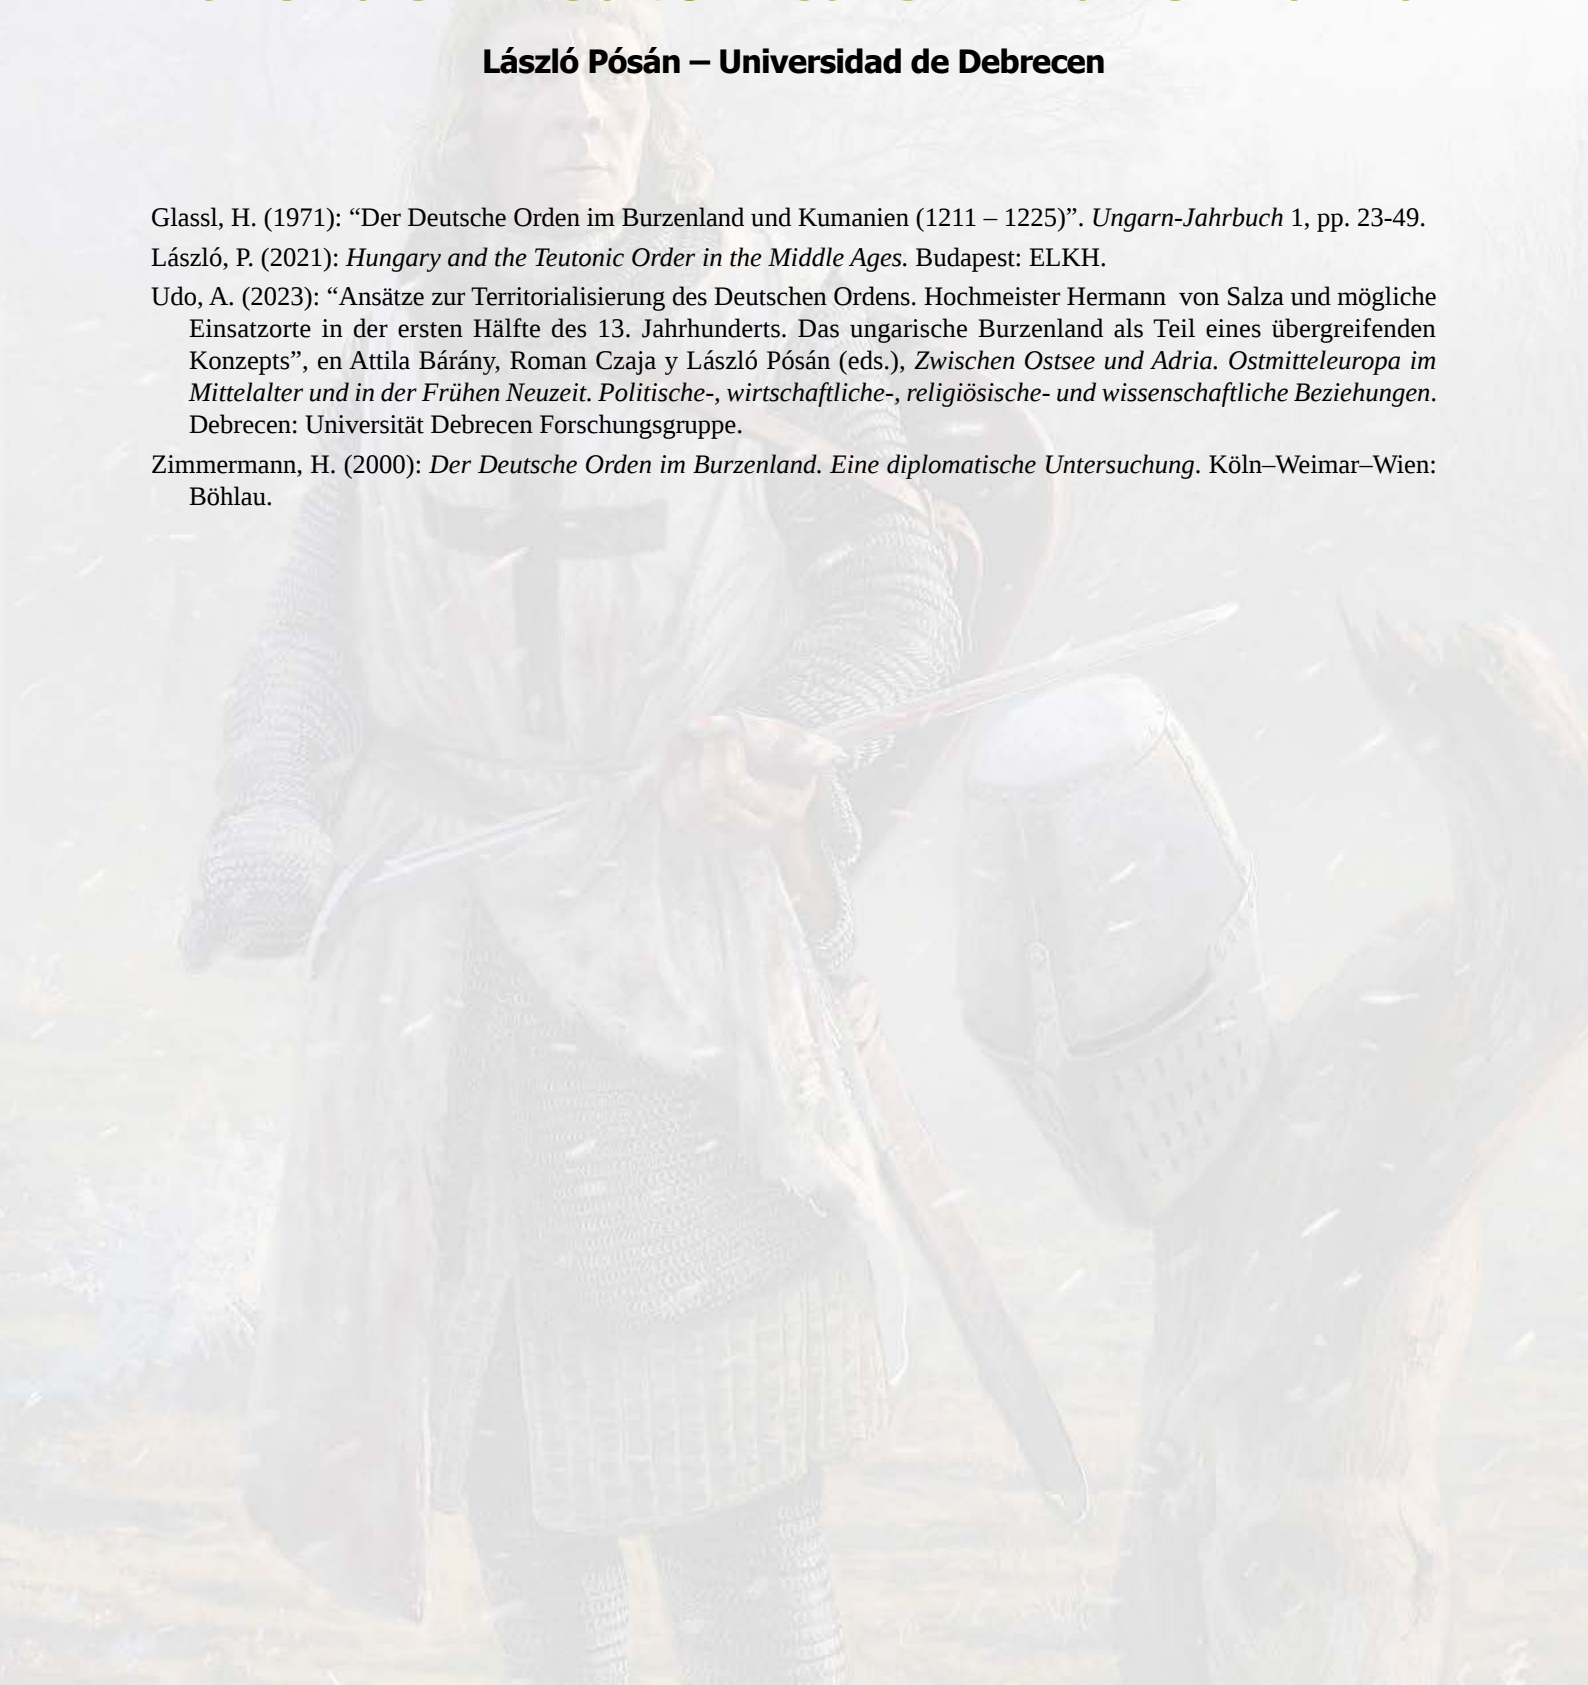 László Pósán – Universidad de Debrecen
Glassl, H. (1971): “Der Deutsche Orden im Burzenland und Kumanien (1211 – 1225)”. Ungarn-Jahrbuch 1, pp. 23-49.
László, P. (2021): Hungary and the Teutonic Order in the Middle Ages. Budapest: ELKH.
Udo, A. (2023): “Ansätze zur Territorialisierung des Deutschen Ordens. Hochmeister Hermann von Salza und mögliche
Einsatzorte in der ersten Hälfte des 13. Jahrhunderts. Das ungarische Burzenland als Teil eines übergreifenden
Konzepts”, en Attila Bárány, Roman Czaja y László Pósán (eds.), Zwischen Ostsee und Adria. Ostmitteleuropa im
Mittelalter und in der Frühen Neuzeit. Politische-, wirtschaftliche-, religiösische- und wissenschaftliche Beziehungen.
Debrecen: Universität Debrecen Forschungsgruppe.
Zimmermann, H. (2000): Der Deutsche Orden im Burzenland. Eine diplomatische Untersuchung. Köln–Weimar–Wien:
Böhlau.